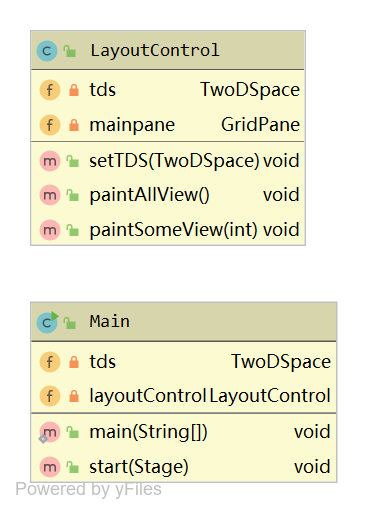 LayoutControl
tds TwoDSpace
mainpane GridPane
setTDS(TwoDSpace) void
paintAllView() void
paintSomeView(int) void
Main
tds TwoDSpace
layoutControl LayoutControl
main(String[]) void
start(Stage) void
Powered by yFiles